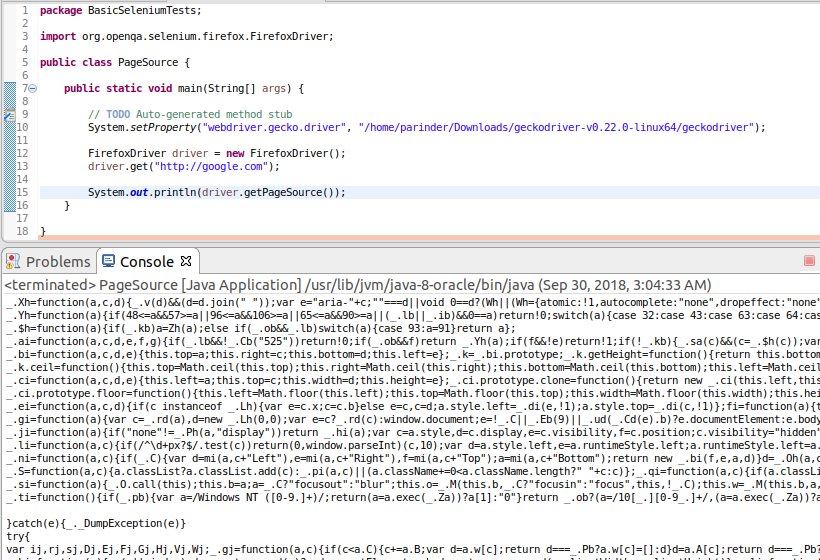 1 package BasicSeleniumTests;
2
3 import org.openqa.selenium.firefox.FirefoxDriver;
4
5 public class PageSource {
6
7 public static void main(String[] args) {
8
9 // TODO Auto-generated method stub
10 System.setProperty("webdriver.gecko.driver", "/home/parinder/Downloads/geckodriver-v0.22.0-linux64/geckodriver");
11
12 FirefoxDriver driver = new FirefoxDriver();
13 driver.get("http://google.com");
14
15 System.out.println(driver.getPageSource());
16 }
17
18 }
Problems Console
<terminated> PageSource [Java Application] /usr/lib/jvm/java-8-oracle/bin/java (Sep 30, 2018, 3:04:33 AM)
_.Xh=function(a,c,d){_.v(d)&&(d=d.join(" "));var e="aria-"+c;""===d||void 0==d?(Wh||(Wh={atomic:!1,autocomplete:"none",dropeffect:"none"
_.Yh=function(a){if(48<=a&&57>=a||96<=a&&106>=a||65<=a&&90>=a||(_.lb||_.ib)&&0==a)return!0;switch(a){case 32:case 43:case 63:case 64:cas
_.$h=function(a){if(_.kb)a=Zh(a);else if(_.ob&&_.lb)switch(a){case 93:a=91}return a};
_.ai=function(a,c,d,e,f,g){if(_.lb&&!_.Cb("525"))return!0;if(_.ob&&f)return _.Yh(a);if(f&&!e)return!1;if(!_.kb){_.sa(c)&&(c=_.$h(c));var
_.bi=function(a,c,d,e){this.top=a;this.right=c;this.bottom=d;this.left=e};_.k=_.bi.prototype;_.k.getHeight=function(){return this.bottom
_.k.ceil=function(){this.top=Math.ceil(this.top);this.right=Math.ceil(this.right);this.bottom=Math.ceil(this.bottom);this.left=Math.ceil
_.ci=function(a,c,d,e){this.left=a;this.top=c;this.width=d;this.height=e};_.ci.prototype.clone=function(){return new _.ci(this.left,this
_.ci.prototype.floor=function(){this.left=Math.floor(this.left);this.top=Math.floor(this.top);this.width=Math.floor(this.width);this.hei
_.ei=function(a,c,d){if(c instanceof _.Lh){var e=c.x;c=c.b}else e=c,c=d;a.style.left=_.di(e,!1);a.style.top=_.di(c,!1)};fi=function(a){t
_.gi=function(a){var c=_.rd(a),d=new _.Lh(0,0);var e=c?_.rd(c):window.document;e=!_.C||_.Eb(9)||_.ud(_.Cd(e).b)?e.documentElement:e.body
_.ji=function(a){if("none"!=_.Ph(a,"display"))return _.hi(a);var c=a.style,d=c.display,e=c.visibility,f=c.position;c.visibility="hidden"
_.li=function(a,c){if(/^\d+px?$/.test(c))return(0,window.parseInt)(c,10);var d=a.style.left,e=a.runtimeStyle.left;a.runtimeStyle.left=a.
_.ni=function(a,c){if(_.C){var d=mi(a,c+"Left"),e=mi(a,c+"Right"),f=mi(a,c+"Top");a=mi(a,c+"Bottom");return new _.bi(f,e,a,d)}d=_.Oh(a,c
_.S=function(a,c){a.classList?a.classList.add(c):_.pi(a,c)||(a.className+=0<a.className.length?" "+c:c)};_.qi=function(a,c){if(a.classLi
_.si=function(a){_.O.call(this);this.b=a;a=_.C?"focusout":"blur";this.o=_.M(this.b,_.C?"focusin":"focus",this,!_.C);this.w=_.M(this.b,a,
_.ti=function(){if(_.pb){var a=/Windows NT ([0-9.]+)/;return(a=a.exec(_.Za))?a[1]:"0"}return _.ob?(a=/10[_.][0-9_.]+/,(a=a.exec(_.Za))?a

}catch(e){_._DumpException(e)}
try{
var ij,rj,sj,Dj,Ej,Fj,Gj,Hj,Vj,Wj;_.gj=function(a,c){if(c<a.C){c+=a.B;var d=a.w[c];return d===_.Pb?a.w[c]=[]:d}d=a.A[c];return d===_.Pb?